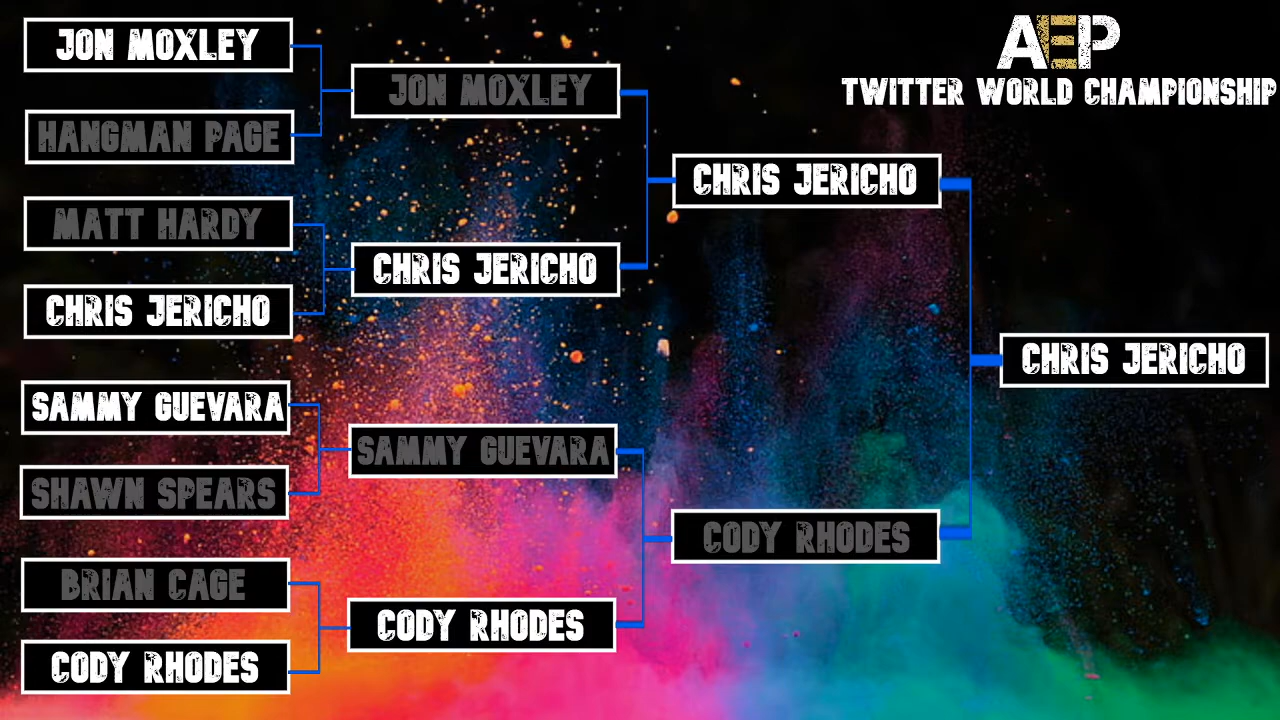 JON MOXLEY
HANGMAN PAGE
MATT HARDY
CHRIS JERICHO
SAMMY GUEVARA
SHAWN SPEARS
BRIAN CAGE
CODY RHODES
JON MOXLEY
CHRIS JERICHO
SAMMY GUEVARA
CODY RHODES
CHRIS JERICHO
CODY RHODES
CHRIS JERICHO
AEP
TWITTER WORLD CHAMPIONSHIP